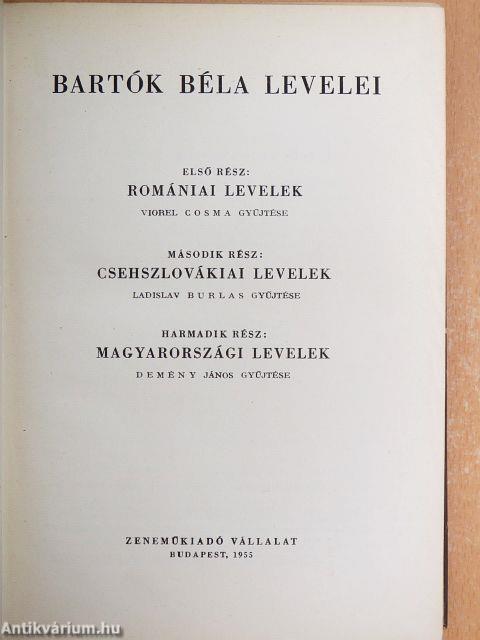 BARTÓK BÉLA LEVELEI
ELSŐ RÉSZ:
ROMÁNIAI LEVELEK
VIOREL COSMA GYŰJTÉSE
MÁSODIK RÉSZ:
CSEHSZLOVÁKIAI LEVELEK
LADISLAV BURLAS GYŰJTÉSE
HARMADIK RÉSZ:
MAGYARORSZÁGI LEVELEK
DEMÉNY JÁNOS GYŰJTÉSE
ZENEMŰKIADÓ VÁLLALAT
BUDAPEST, 1955
Antikvárium.hu